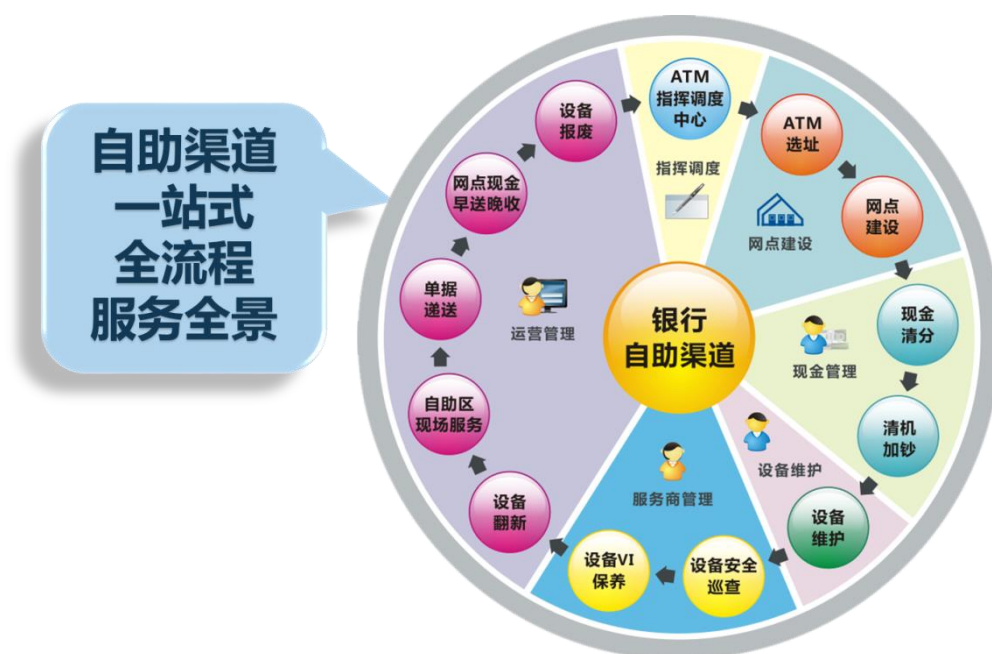 自助渠道
一站式
全流程
服务全景
ATM
指挥调度
中心
指挥调度
ATM
选址
网点
建设
网点建设
现金
清分
清机
加钞
现金管理
设备
维护
设备维护
设备安全
巡查
设备VI
保养
服务商管理
设备
翻新
自助区
现场服务
单据
递送
网点现金
早送晚收
设备
报废
运营管理
银行
自助渠道